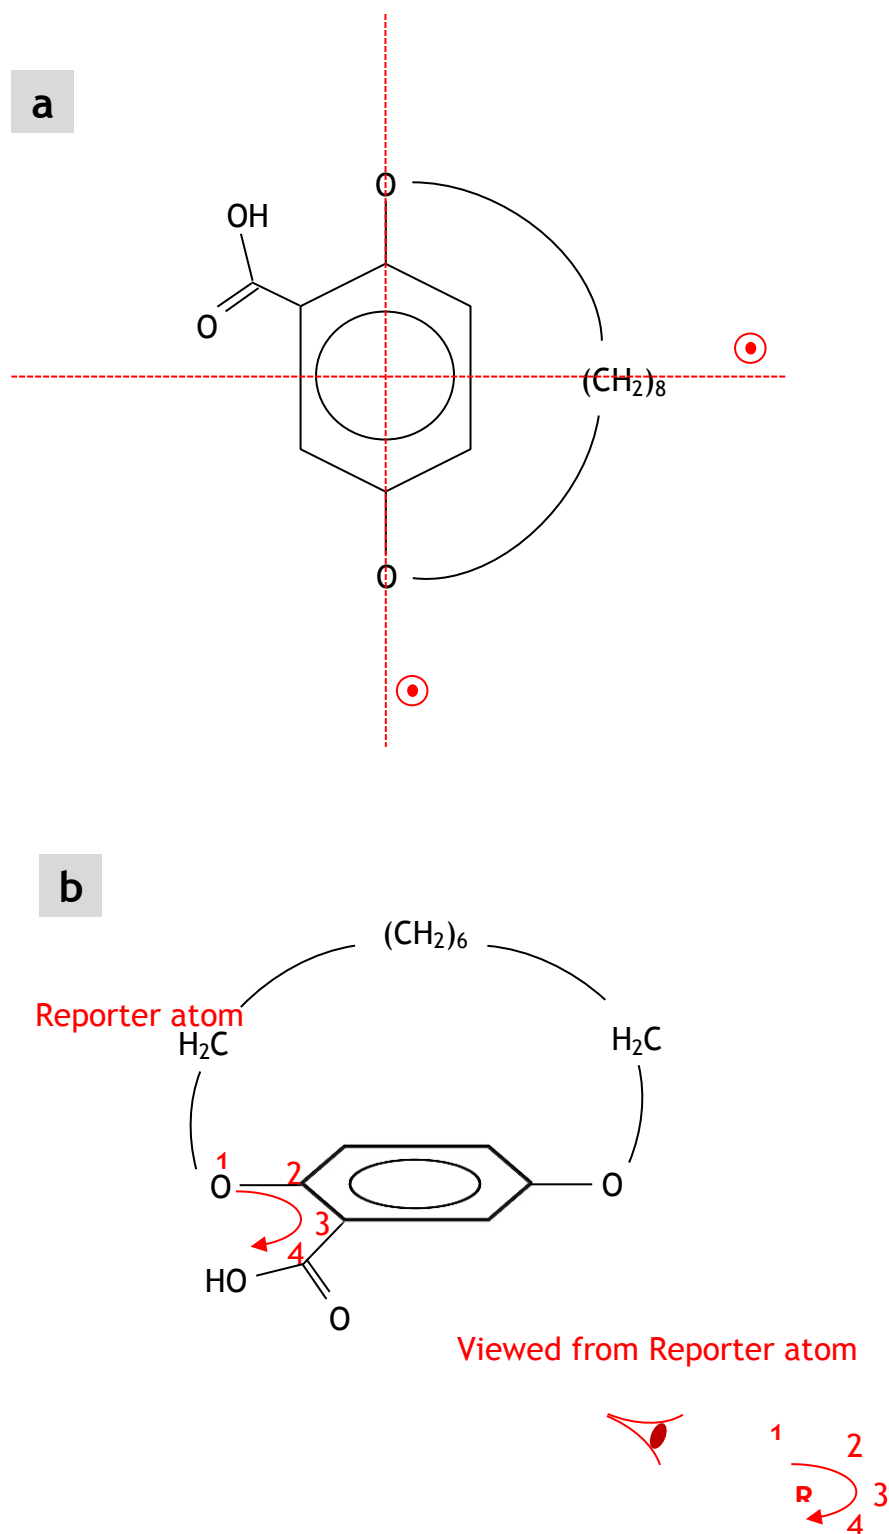 a
O
OH
O
(CH₂)₈
O
b
(CH₂)₆
Reporter atom
H₂C
H₂C
1
2
O
O
3
4
HO
O
Viewed from Reporter atom
1
2
R
3
4